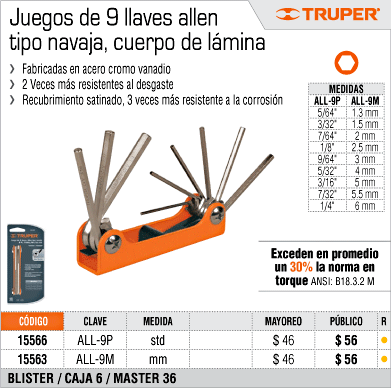 Juegos de 9 llaves allen
tipo navaja, cuerpo de lámina
TRUPER
Fabricadas en acero cromo vanadio
2 Veces más resistentes al desgaste
Recubrimiento satinado, 3 veces más resistente a la corrosión
MEDIDAS
ALL-9P ALL-9M
5/64" 1.3 mm
3/32" 1.5 mm
7/64" 2 mm
1/8" 2.5 mm
9/64" 3 mm
5/32" 4 mm
3/16" 5 mm
7/32" 5.5 mm
1/4" 6 mm
TRUPER
Exceden en promedio
un 30% la norma en
torque ANSI: B18.3.2 M
CÓDIGO CLAVE MEDIDA MAYOREO PÚBLICO R
15566 ALL-9P std $ 46 $ 56
15563 ALL-9M mm $ 46 $ 56
BLISTER / CAJA 6 / MASTER 36